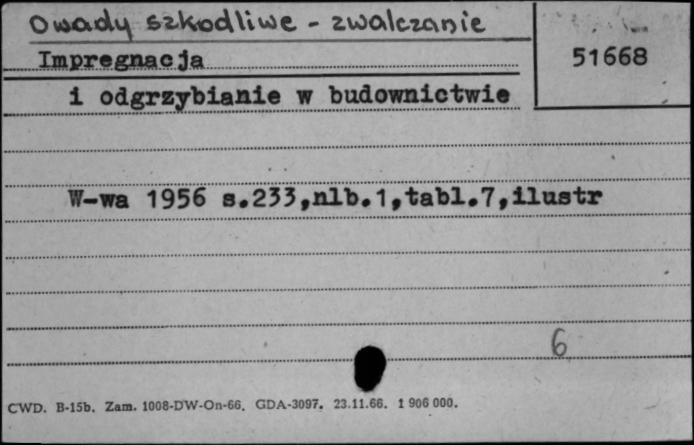 Owady szkodliwe - zwalczanie
51668
Impregnacja
i odgrzybianie w budownictwie
W-wa 1956 s.233,nlb.1,tabl.7,ilustr
6
CWD. B-15b. Zam. 1008-DW-On-66. GDA-3097. 23.11.66. 1 906 000.